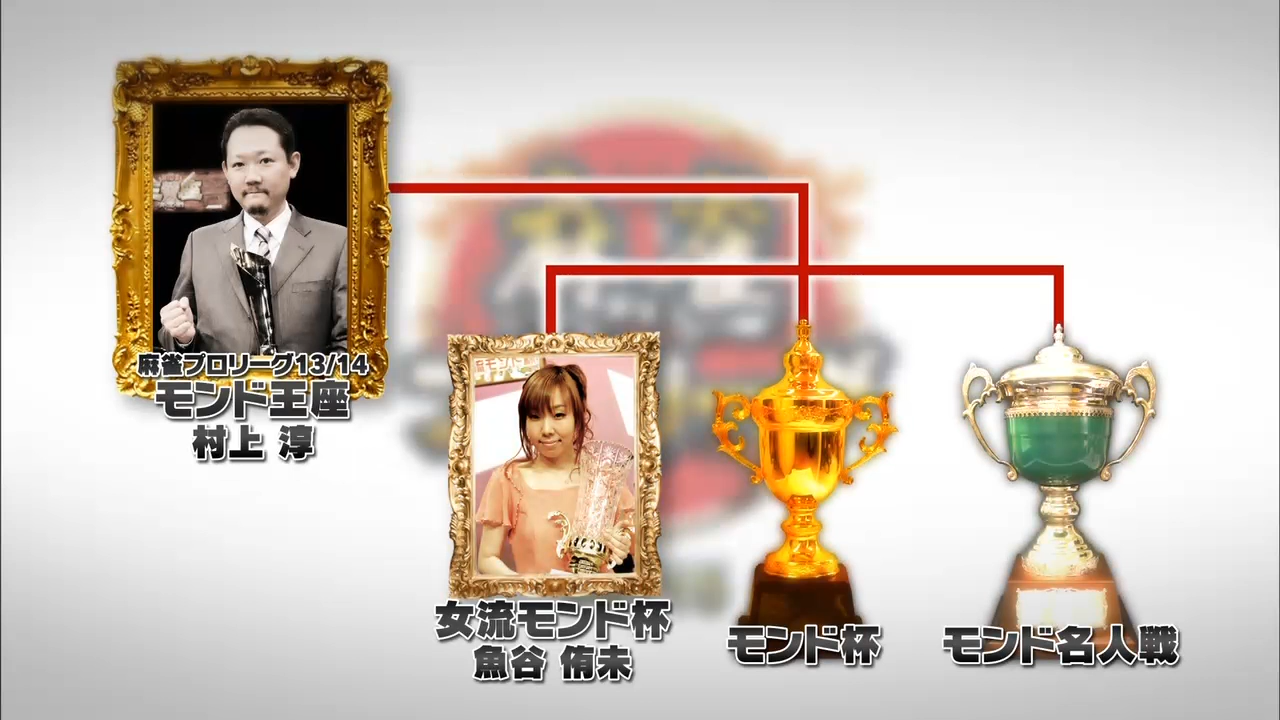 麻雀プロリーグ13/14
モンド王座
村上 淳
女流モンド杯
魚谷 侑未
モンド杯
モンド名人戦